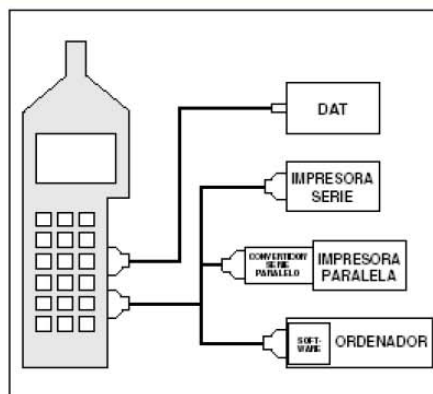 DAT
IMPRESORA
SERIE
CONVERTIDOR
SERIE
PARALELO
IMPRESORA
PARALELA
SOFT-
WARE
ORDENADOR